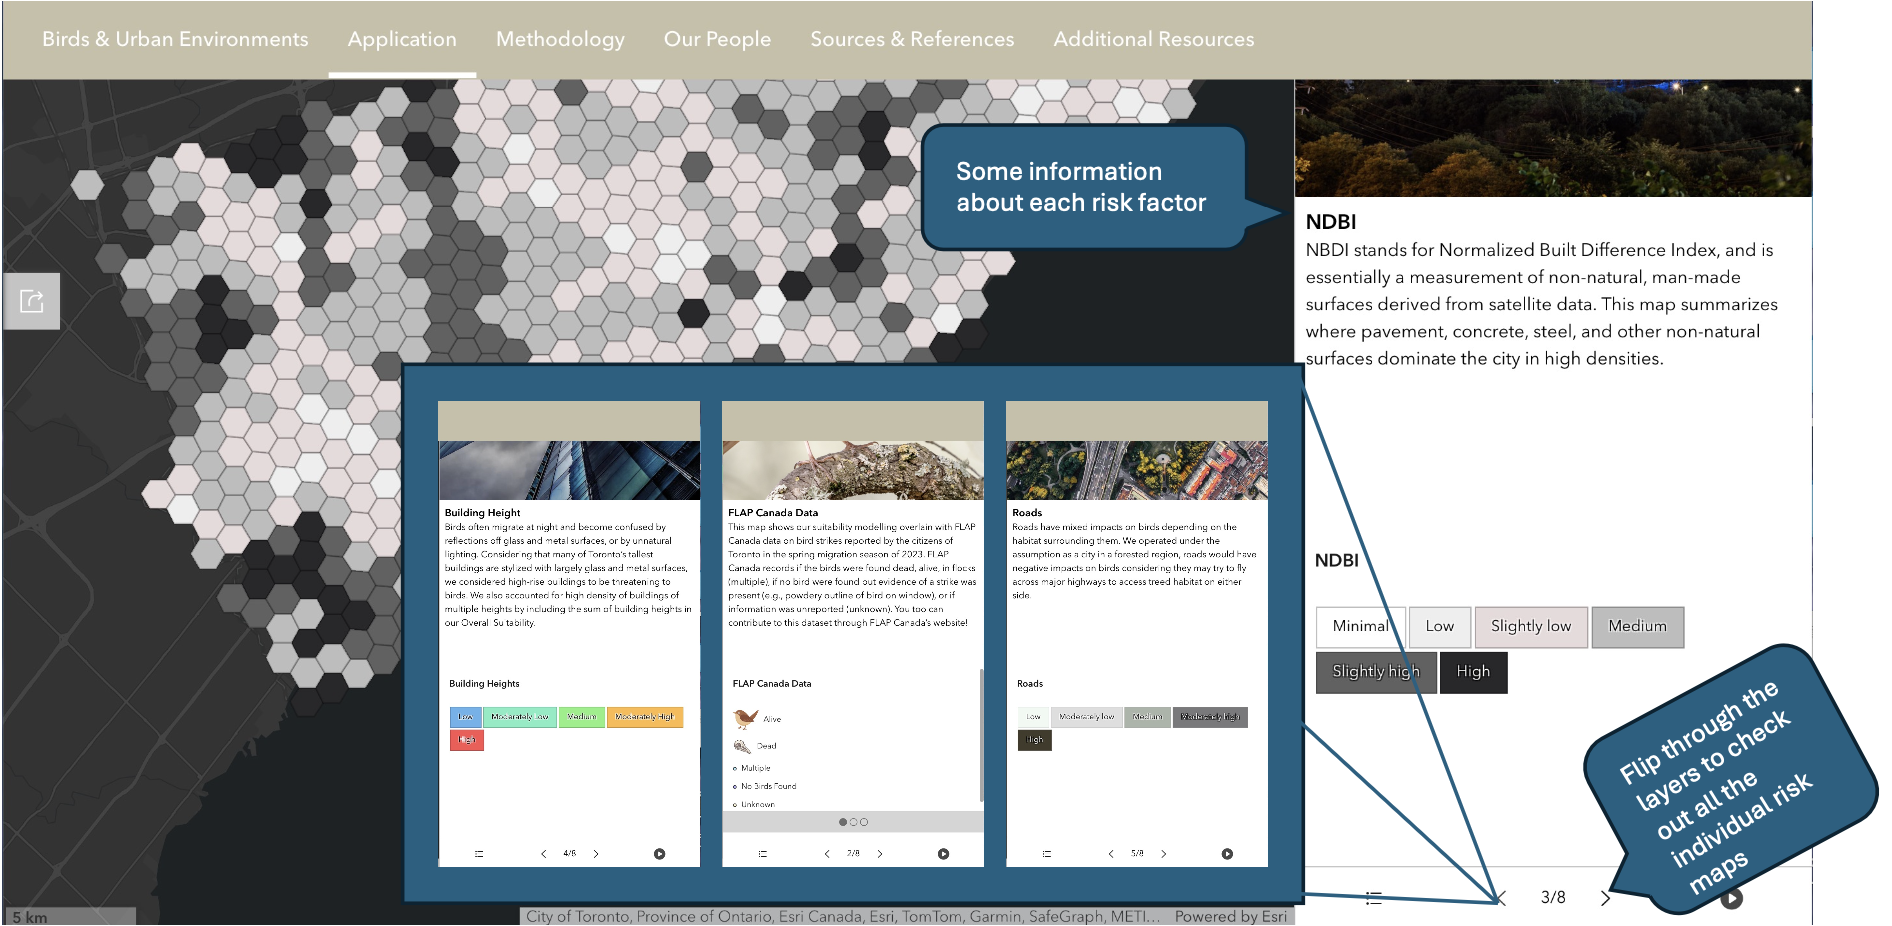 Birds & Urban Environments
Application
Methodology
Our People
Sources & References
Additional Resources
Some information
about each risk factor
NDBI
NBDI stands for Normalized Built Difference Index, and is
essentially a measurement of non-natural, man-made
surfaces derived from satellite data. This map summarizes
where pavement, concrete, steel, and other non-natural
surfaces dominate the city in high densities.
NDBI
Minimal
Low
Slightly low
Medium
Slightly high
High
Building Height
Birds often migrate at night and become confused by
reflections off glass and metal surfaces, or by unnatural
lighting. Considering that many of Toronto's tallest
buildings are stylized with largely glass and metal surfaces,
we considered high-rise buildings to be threatening to
birds. We also accounted for high density of buildings of
multiple heights by including the sum of building heights in
our Overall Suitability.
Building Heights
Low
Moderately Low
Medium
Moderately High
High
4/8
FLAP Canada Data
This map shows our suitability modelling overlain with FLAP
Canada data on bird strikes reported by the citizens of
Toronto in the spring migration season of 2023. FLAP
Canada records if the birds were found dead, alive, in flocks
(multiple), if no bird were found but evidence of a strike was
present (e.g., powdery outline of bird on window), or if
information was unreported (unknown). You too can
contribute to this dataset through FLAP Canada's website!
FLAP Canada Data
Alive
Dead
Multiple
No Birds Found
Unknown
2/8
Roads
Roads have mixed impacts on birds depending on the
habitat surrounding them. We operated under the
assumption as a city in a forested region, roads would have
negative impacts on birds considering they may try to fly
across major highways to access treed habitat on either
side.
Roads
Low
Moderately low
Medium
Moderately high
High
5/8
Flip through the
layers to check
out all the
individual risk
maps
3/8
5 km
City of Toronto, Province of Ontario, Esri Canada, Esri, TomTom, Garmin, SafeGraph, METI...
Powered by Esri